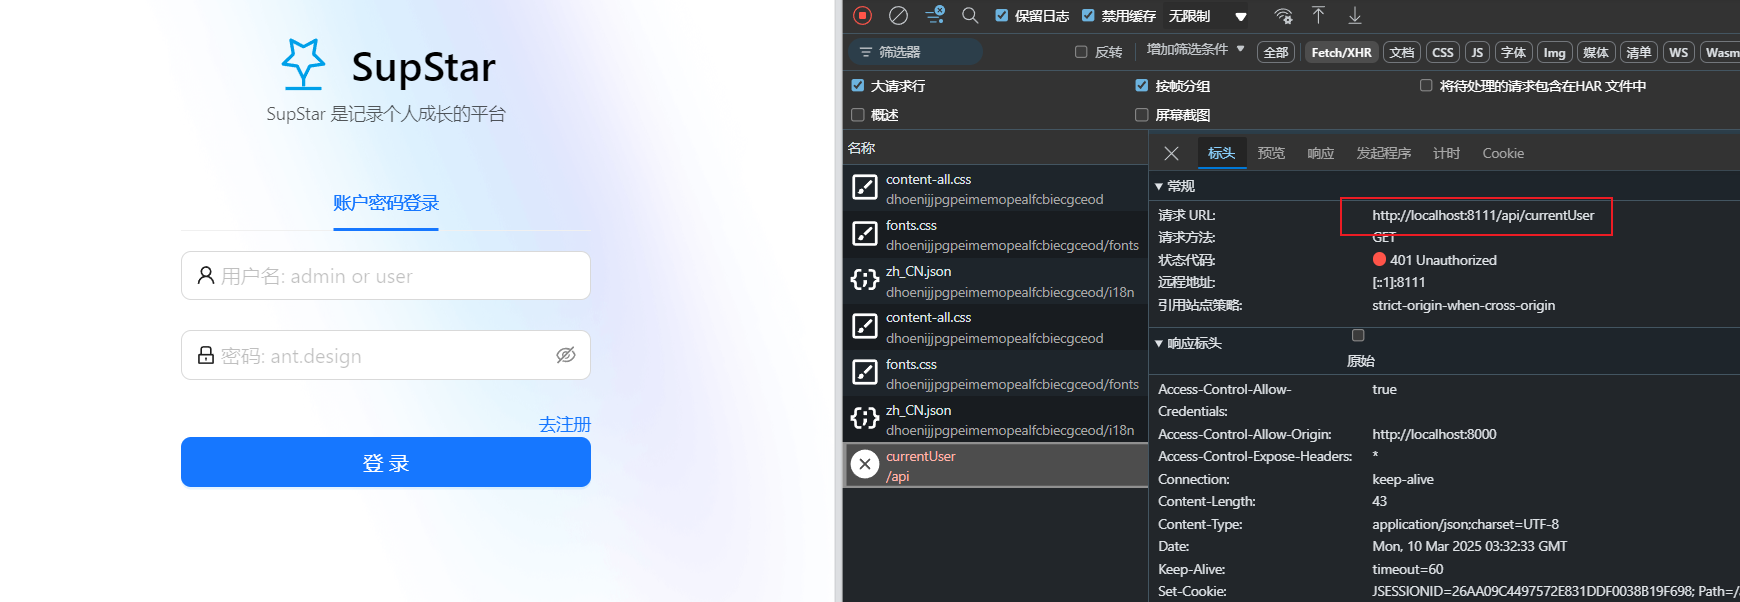 SupStar
SupStar 是记录个人成长的平台
账户密码登录
用户名: admin or user
密码: ant.design
去注册
登 录
保留日志 禁用缓存 无限制
筛选器 反转 增加筛选条件 全部 Fetch/XHR 文档 CSS JS 字体 Img 媒体 清单 WS Wasm
大请求行 按帧分组 将待处理的请求包含在HAR 文件中
概述 屏幕截图
名称
content-all.css
dhoenijjpgpeimemopealfcbiecgceod
fonts.css
dhoenijjpgpeimemopealfcbiecgceod/fonts
zh_CN.json
dhoenijjpgpeimemopealfcbiecgceod/i18n
content-all.css
dhoenijjpgpeimemopealfcbiecgceod
fonts.css
dhoenijjpgpeimemopealfcbiecgceod/fonts
zh_CN.json
dhoenijjpgpeimemopealfcbiecgceod/i18n
currentUser
/api
标头 预览 响应 发起程序 计时 Cookie
常规
请求 URL: http://localhost:8111/api/currentUser
请求方法: GET
状态代码: 401 Unauthorized
远程地址: [::1]:8111
引用站点策略: strict-origin-when-cross-origin
响应标头
原始
Access-Control-Allow- true
Credentials:
Access-Control-Allow-Origin: http://localhost:8000
Access-Control-Expose-Headers: *
Connection: keep-alive
Content-Length: 43
Content-Type: application/json;charset=UTF-8
Date: Mon, 10 Mar 2025 03:32:33 GMT
Keep-Alive: timeout=60
Set-Cookie: JSESSIONID=26AA09C4497572E831DDF0038B19F698; Path=/